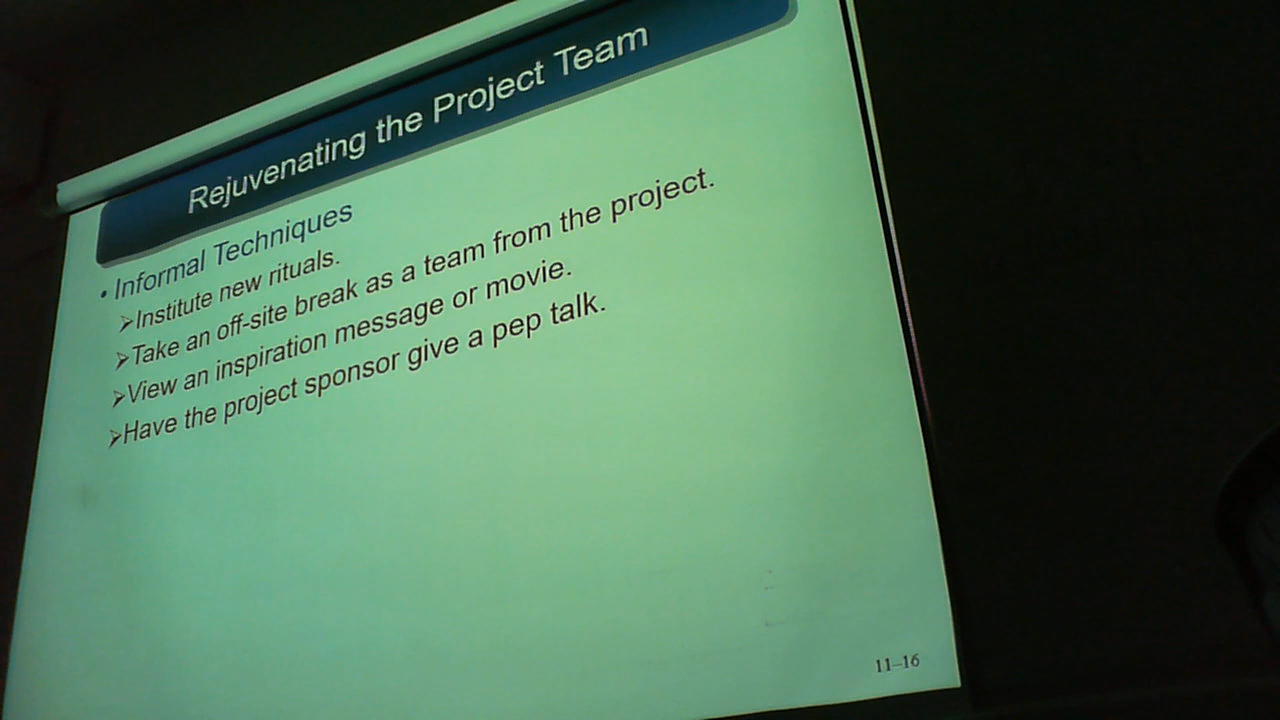 Rejuvenating the Project Team
• Informal Techniques
➢Institute new rituals.
➢Take an off-site break as a team from the project.
➢View an inspiration message or movie.
➢Have the project sponsor give a pep talk.
11–16